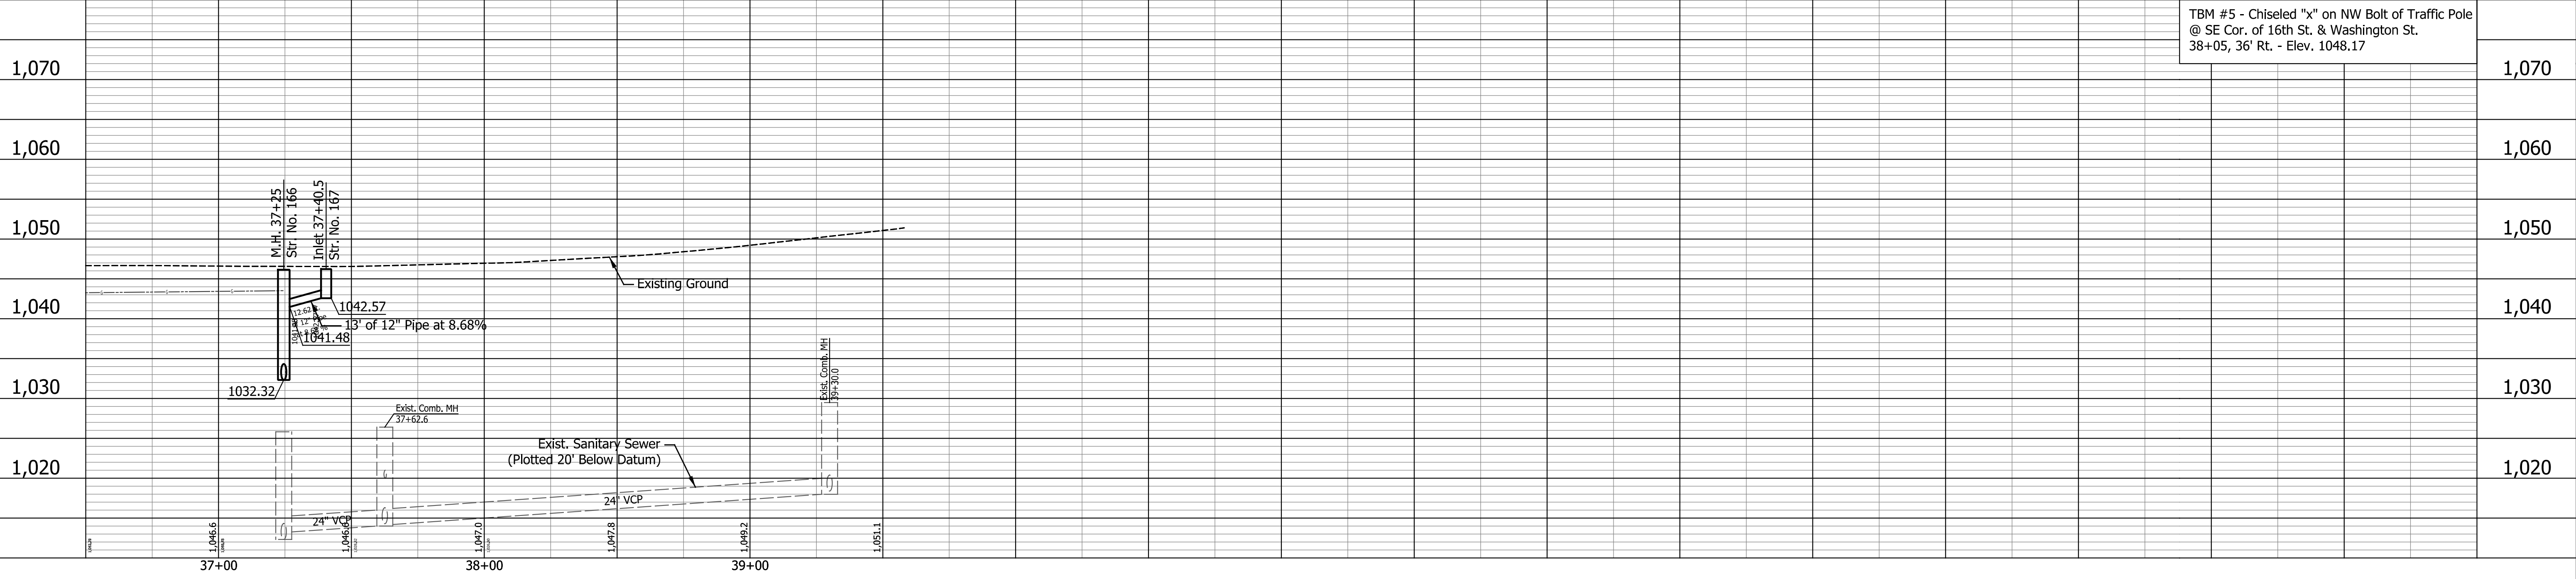 TBM #5 - Chiseled "x" on NW Bolt of Traffic Pole
@ SE Cor. of 16th St. & Washington St.
38+05, 36' Rt. - Elev. 1048.17
1,070
1,070
1,060
1,060
M.H. 37+25
Str. No. 166
Inlet 37+40.5
Str. No. 167
1,050
1,050
Existing Ground
1,040
1042.57
1,040
12.62'
12" Pipe
13' of 12" Pipe at 8.68%
1041.48
1032.32
1,030
1,030
Exist. Comb. MH
39+30.0
Exist. Comb. MH
37+62.6
Exist. Sanitary Sewer
(Plotted 20' Below Datum)
1,020
1,020
24" VCP
24" VCP
1,046.6
1,047.0
1,047.8
1,049.2
1,051.1
37+00
38+00
39+00